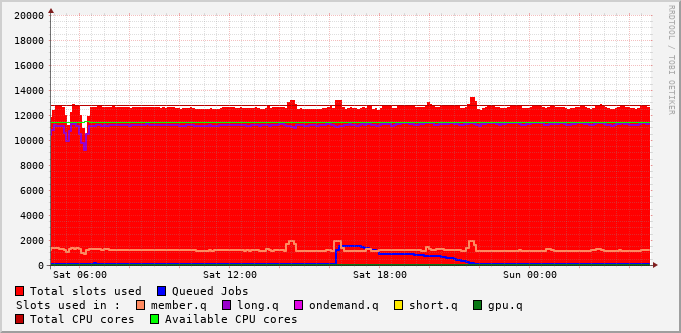 20000
18000
16000
14000
12000
10000
8000
6000
4000
2000
0
Sat 06:00 Sat 12:00 Sat 18:00 Sun 00:00
RRDTOOL / TOBI OETIKER
Total slots used Queued Jobs
Slots used in : member.q long.q ondemand.q short.q gpu.q
Total CPU cores Available CPU cores